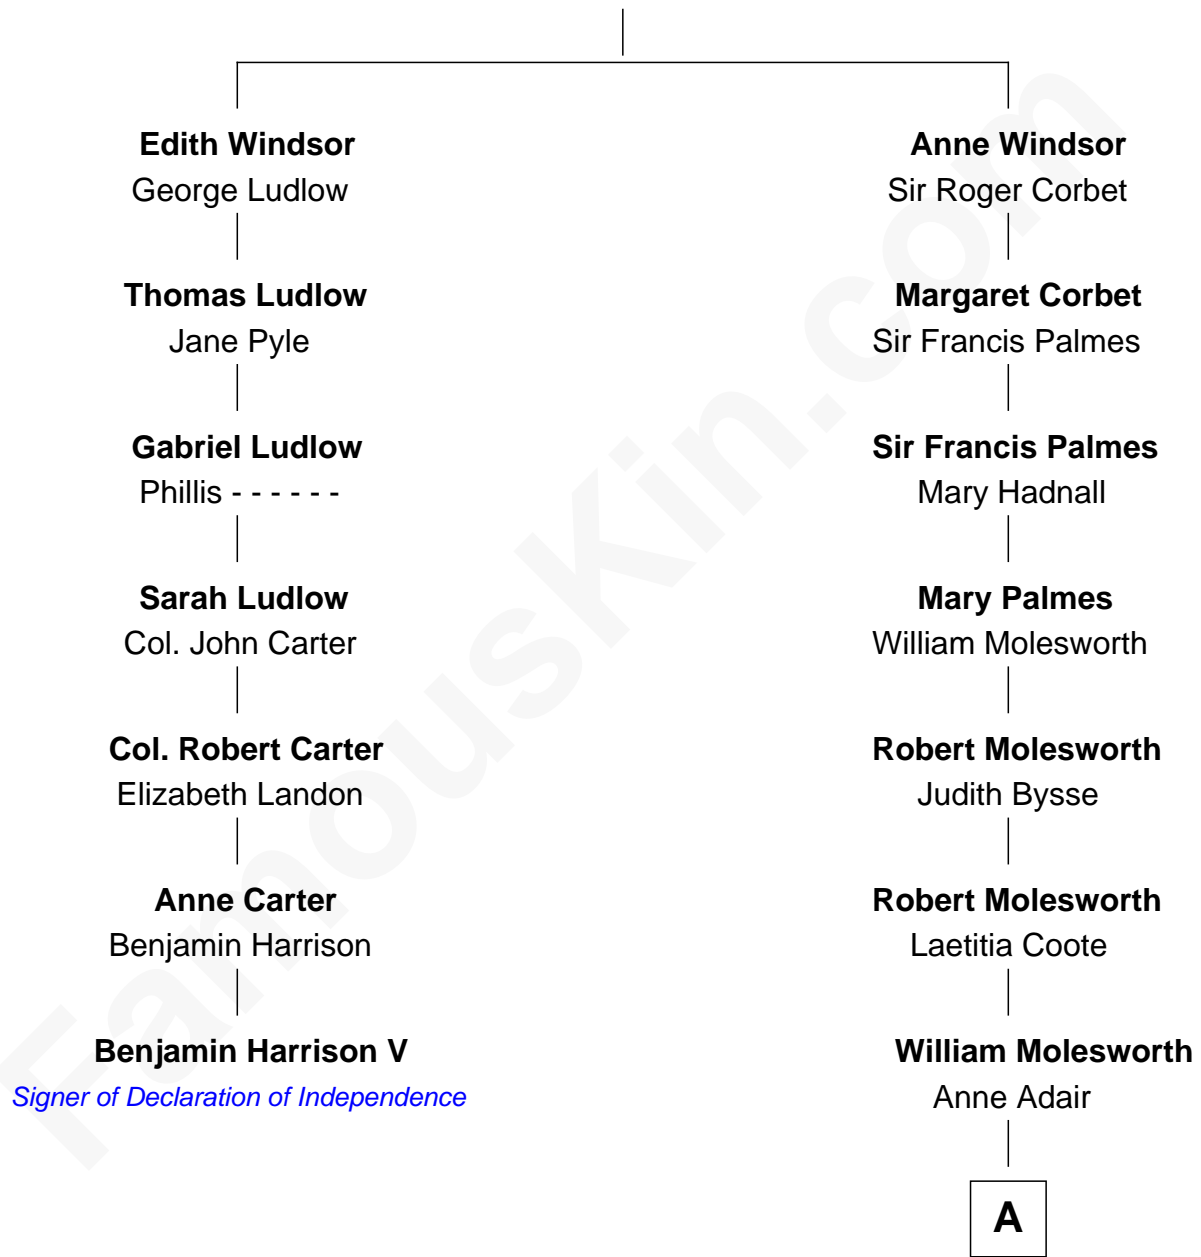 Edith Windsor
George Ludlow
Thomas Ludlow
Jane Pyle
Gabriel Ludlow
Phillis - - - - - -
Sarah Ludlow
Col. John Carter
Col. Robert Carter
Elizabeth Landon
Anne Carter
Benjamin Harrison
Benjamin Harrison V
Signer of Declaration of Independence
Anne Windsor
Sir Roger Corbet
Margaret Corbet
Sir Francis Palmes
Sir Francis Palmes
Mary Hadnall
Mary Palmes
William Molesworth
Robert Molesworth
Judith Bysse
Robert Molesworth
Laetitia Coote
William Molesworth
Anne Adair
A
FamousKin.com